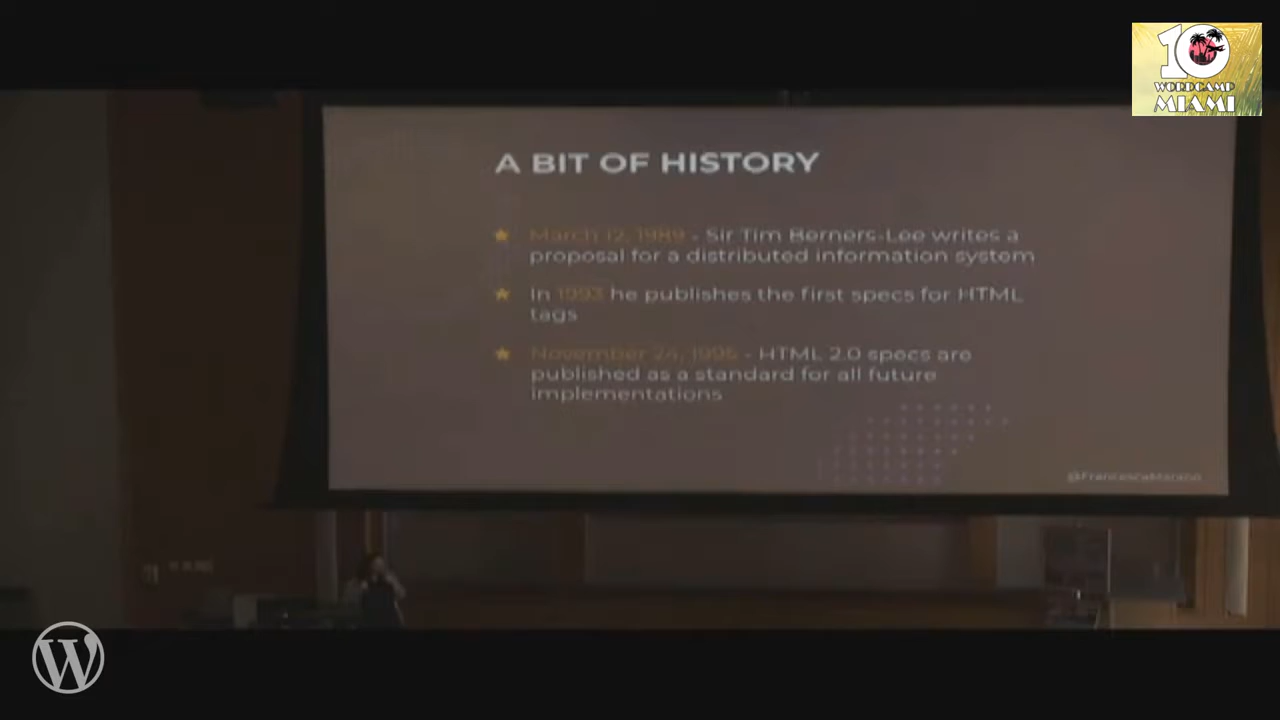 10
WORDCAMP
MIAMI
A BIT OF HISTORY
March 12, 1989 - Sir Tim Berners-Lee writes a
proposal for a distributed information system
In 1993 he publishes the first specs for HTML
tags
November 24, 1995 - HTML 2.0 specs are
published as a standard for all future
implementations
@FrancescaMarano
W